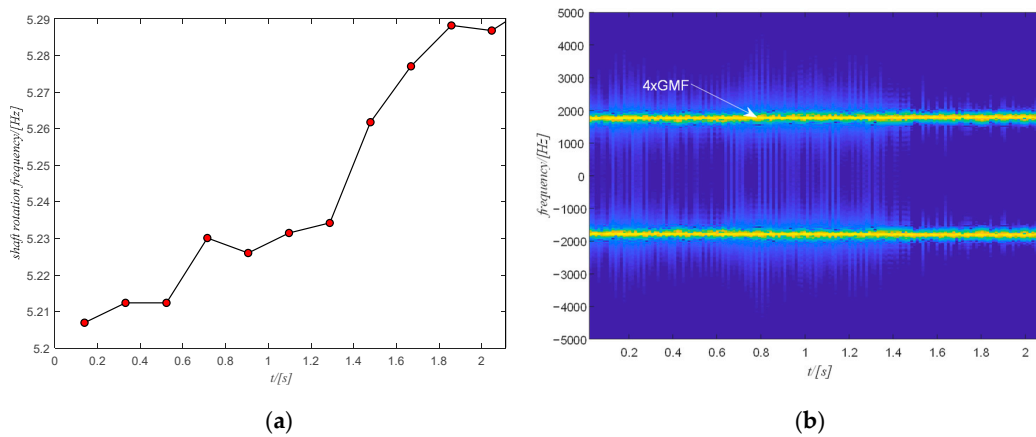 5.29
5.28
5.27
5.26
5.25
5.24
5.23
5.22
5.21
5.2
shaft rotation frequency/[Hz]
0 0.2 0.4 0.6 0.8 1 1.2 1.4 1.6 1.8 2
t/[s]
(a)
5000
4000
3000
2000
1000
0
−1000
−2000
−3000
−4000
−5000
frequency/[Hz]
4xGMF
0.2 0.4 0.6 0.8 1 1.2 1.4 1.6 1.8 2
t/[s]
(b)